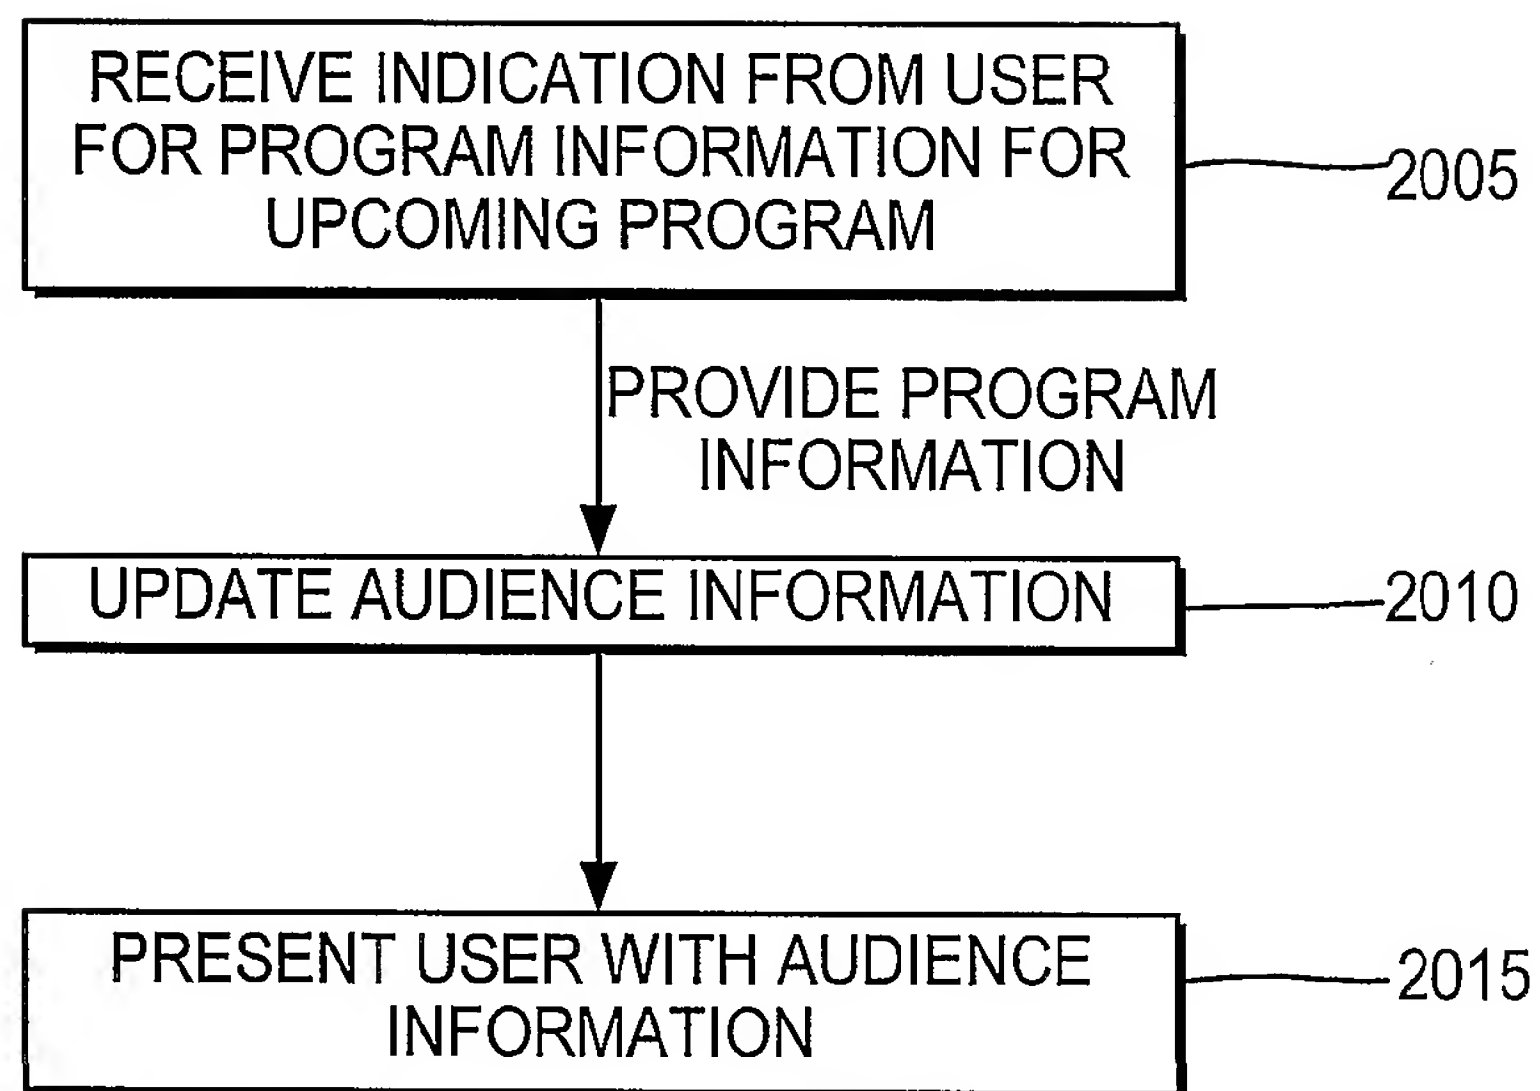 RECEIVE INDICATION FROM USER
FOR PROGRAM INFORMATION FOR
UPCOMING PROGRAM
2005
PROVIDE PROGRAM
INFORMATION
UPDATE AUDIENCE INFORMATION
2010
PRESENT USER WITH AUDIENCE
INFORMATION
2015